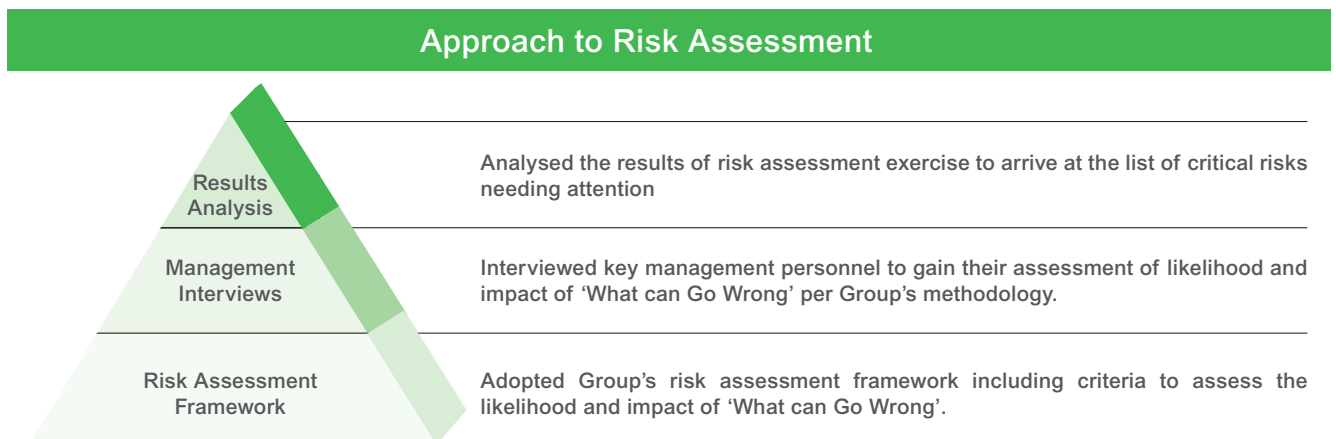 Approach to Risk Assessment
Results
Analysis
Analysed the results of risk assessment exercise to arrive at the list of critical risks
needing attention
Management
Interviews
Interviewed key management personnel to gain their assessment of likelihood and
impact of ‘What can Go Wrong’ per Group’s methodology.
Risk Assessment
Framework
Adopted Group’s risk assessment framework including criteria to assess the
likelihood and impact of ‘What can Go Wrong’.